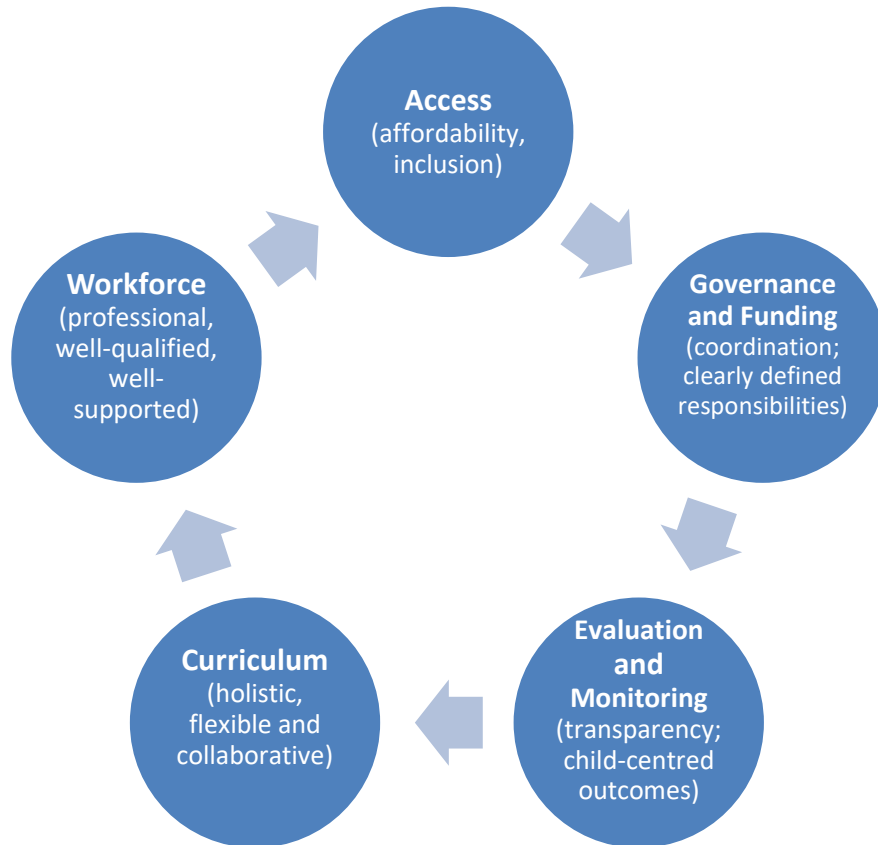 Access
(affordability,
inclusion)
Governance
and Funding
(coordination;
clearly defined
responsibilities)
Evaluation
and
Monitoring
(transparency;
child-centred
outcomes)
Curriculum
(holistic,
flexible and
collaborative)
Workforce
(professional,
well-qualified,
well-
supported)